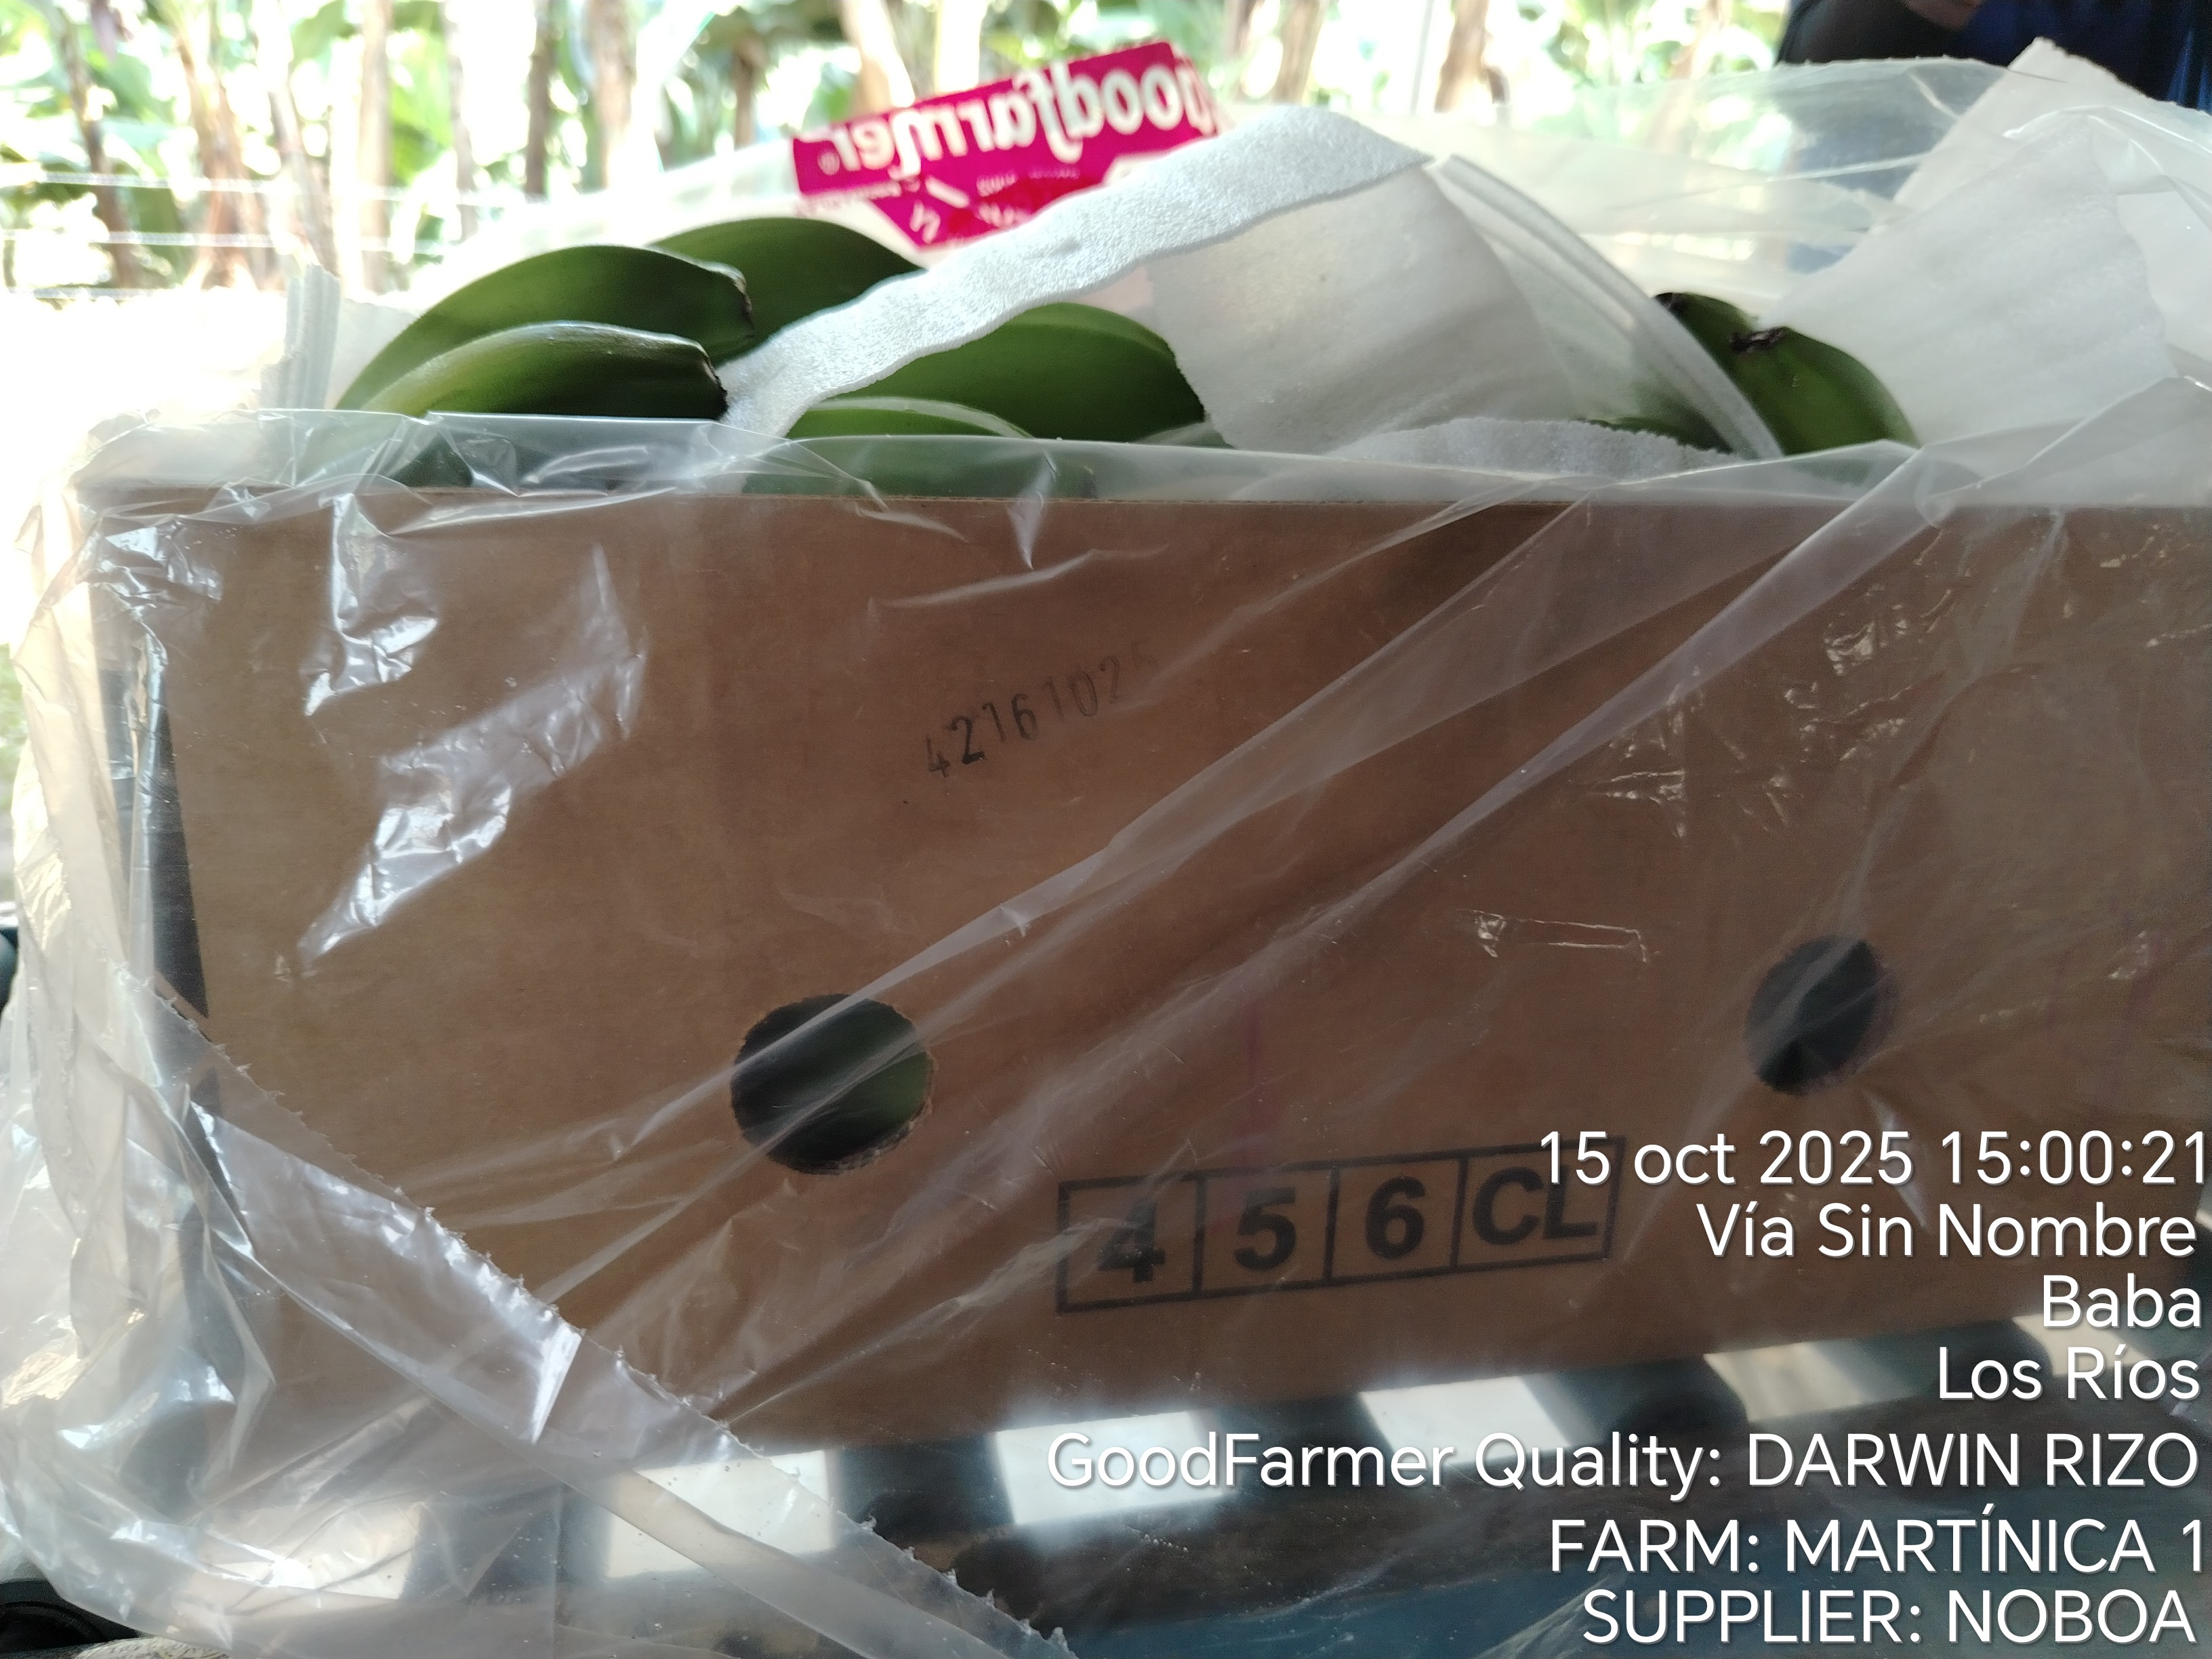 goodfarmer®
42161025
4 5 6 CL
15 oct 2025 15:00:21
Vía Sin Nombre
Baba
Los Ríos
GoodFarmer Quality: DARWIN RIZO
FARM: MARTÍNICA 1
SUPPLIER: NOBOA